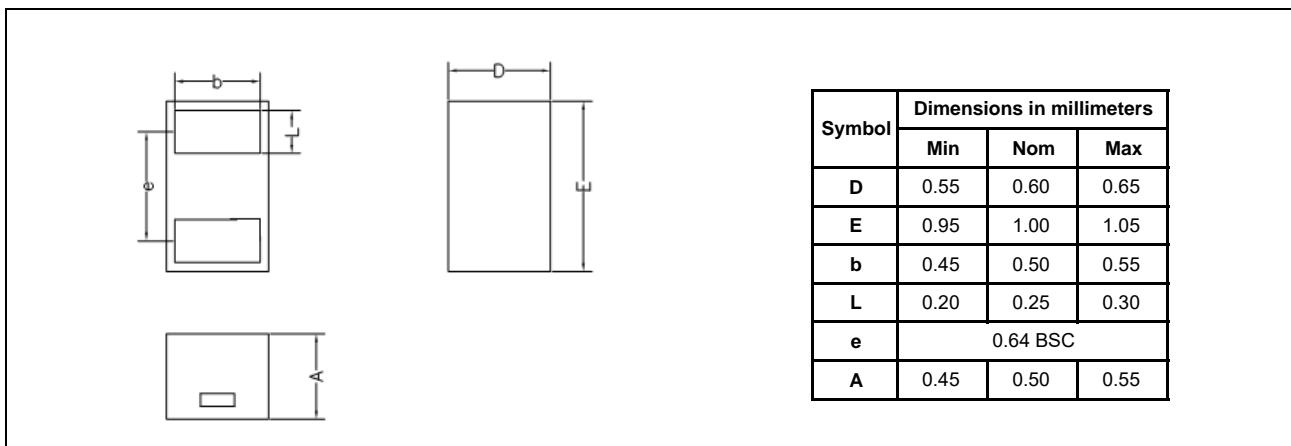 b
L
e
D
E
A
Symbol Dimensions in millimeters
Min Nom Max
D 0.55 0.60 0.65
E 0.95 1.00 1.05
b 0.45 0.50 0.55
L 0.20 0.25 0.30
e 0.64 BSC
A 0.45 0.50 0.55